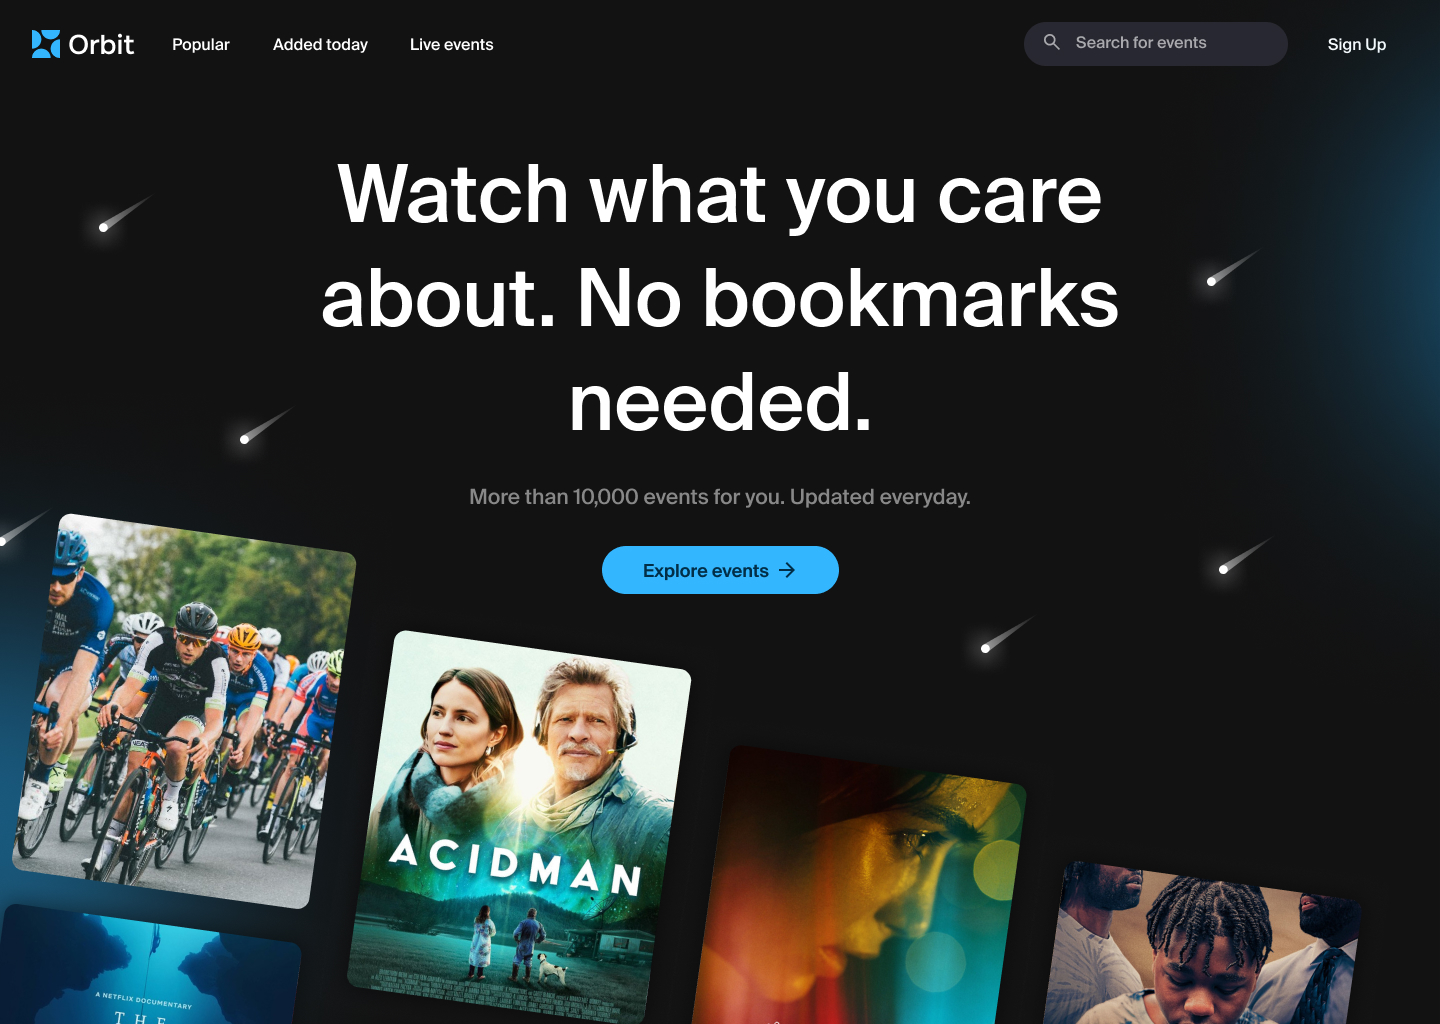 Orbit
Popular
Added today
Live events
Search for events
Sign Up
Watch what you care
about. No bookmarks
needed.
More than 10,000 events for you. Updated everyday.
Explore events
ACIDMAN
A NETFLIX DOCUMENTARY
THE